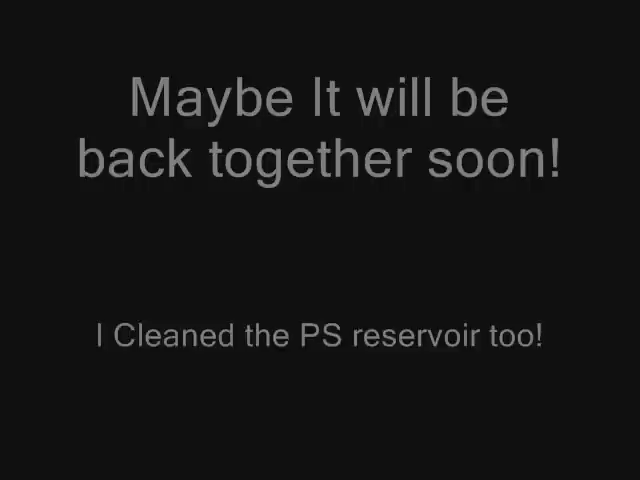 Maybe It will be
back together soon!
I Cleaned the PS reservoir too!